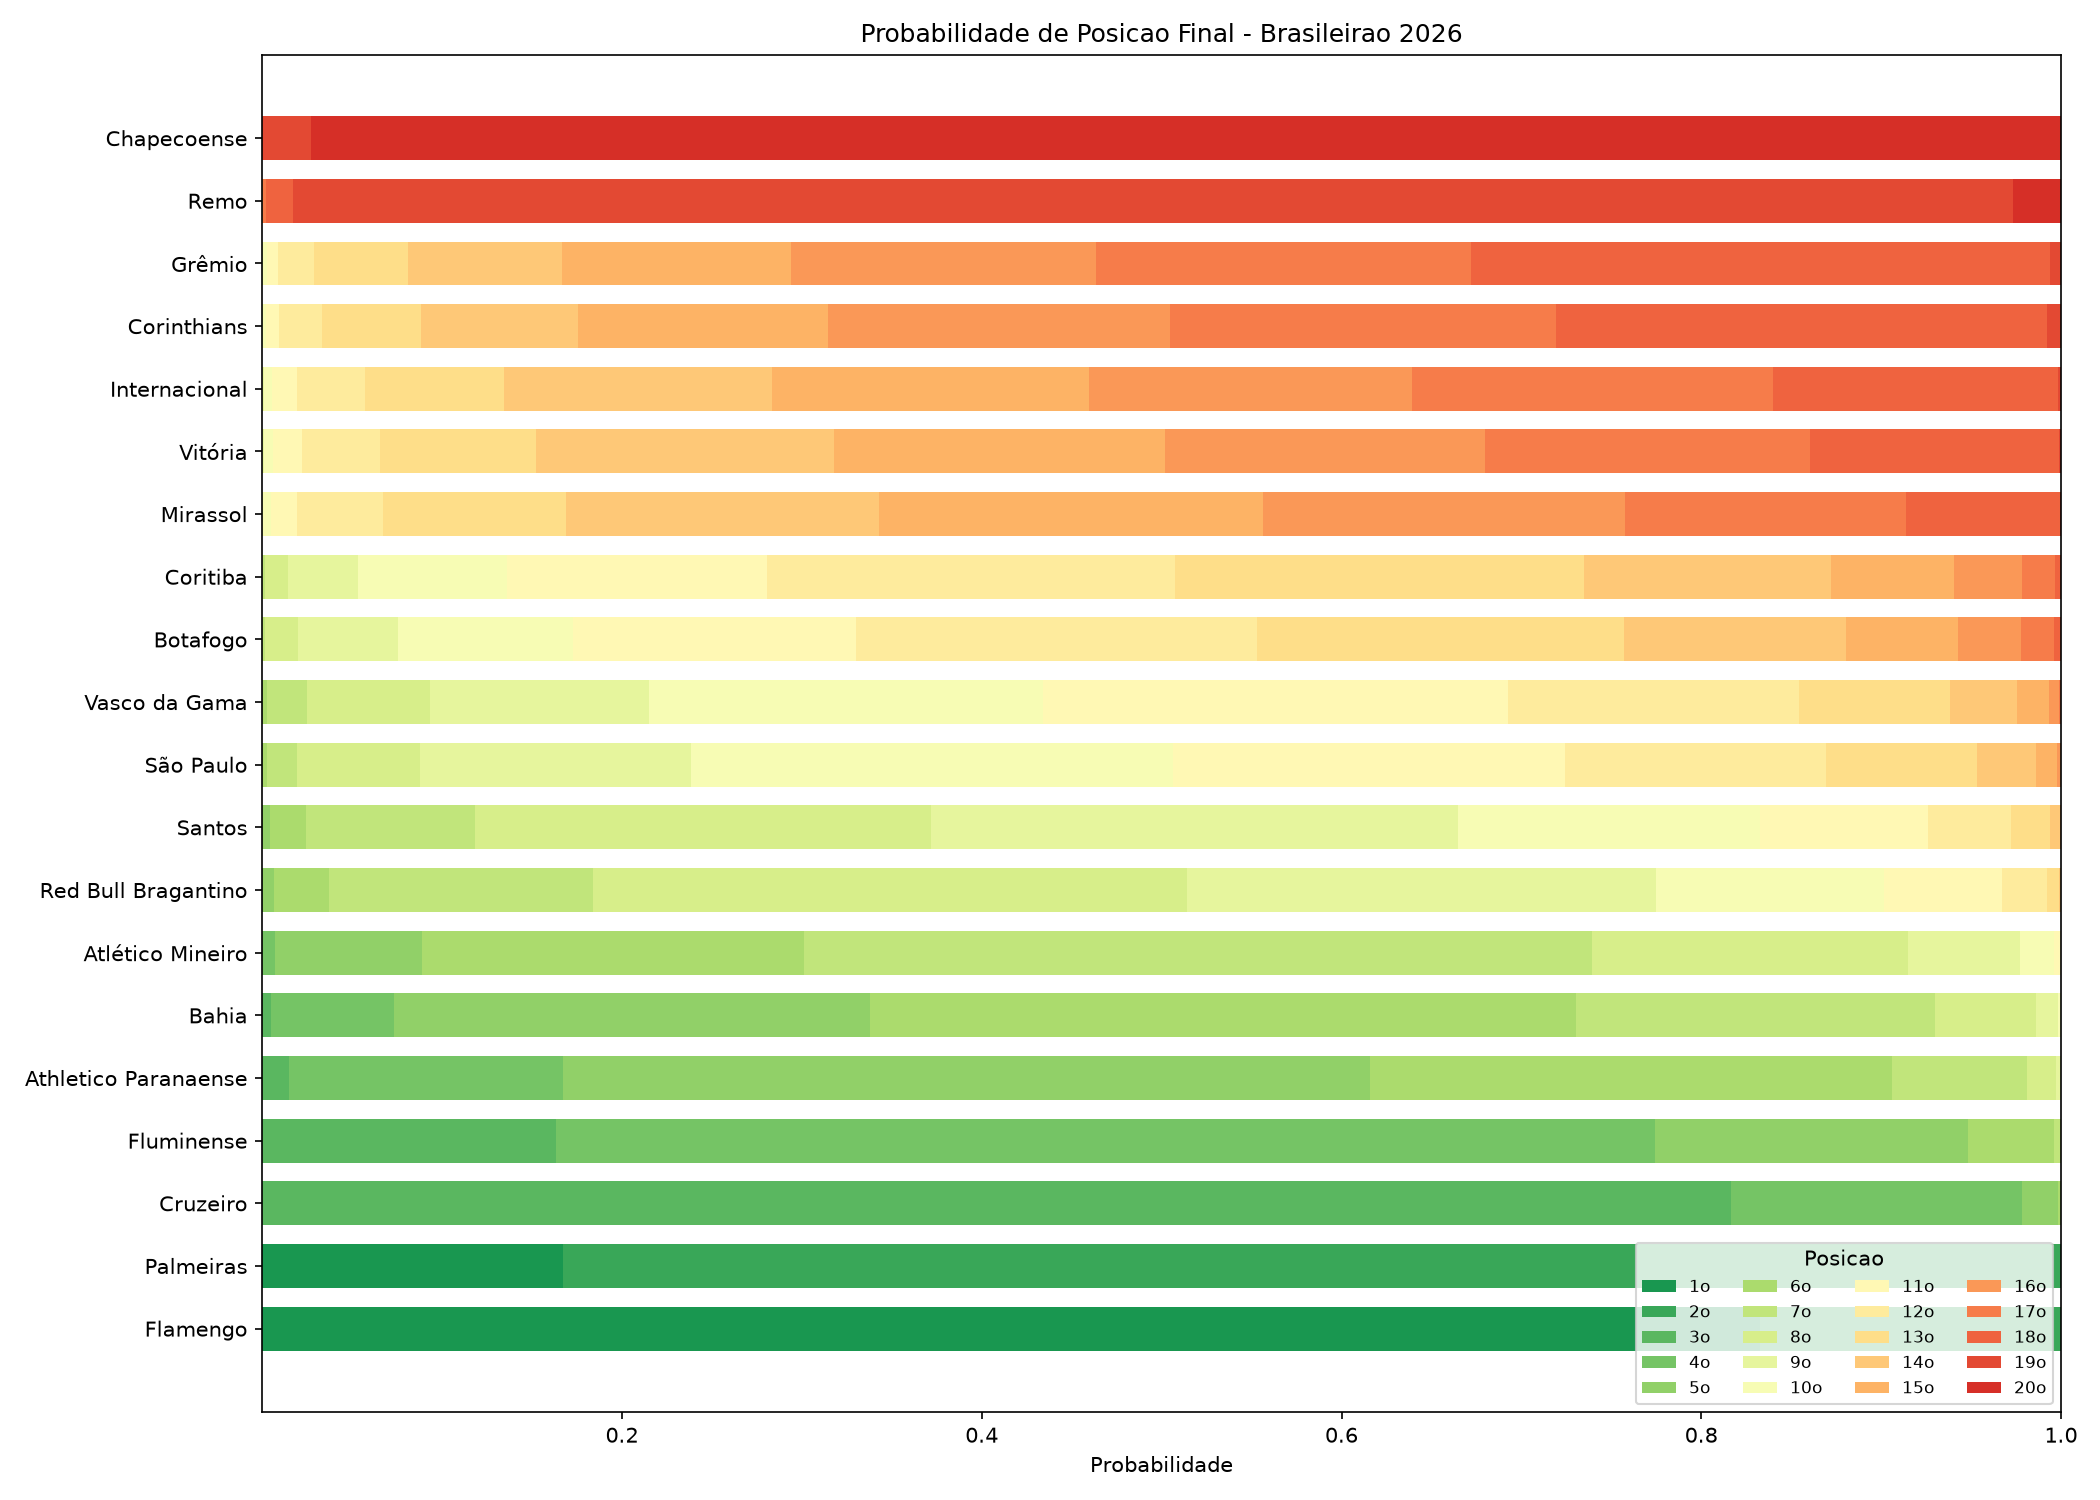 Probabilidade de Posicao Final - Brasileirao 2026
Chapecoense
Remo
Grêmio
Corinthians
Internacional
Vitória
Mirassol
Coritiba
Botafogo
Vasco da Gama
São Paulo
Santos
Red Bull Bragantino
Atlético Mineiro
Bahia
Athletico Paranaense
Fluminense
Cruzeiro
Palmeiras
Flamengo
Posicao
1o 6o 11o 16o
2o 7o 12o 17o
3o 8o 13o 18o
4o 9o 14o 19o
5o 10o 15o 20o
0.2 0.4 0.6 0.8 1.0
Probabilidade